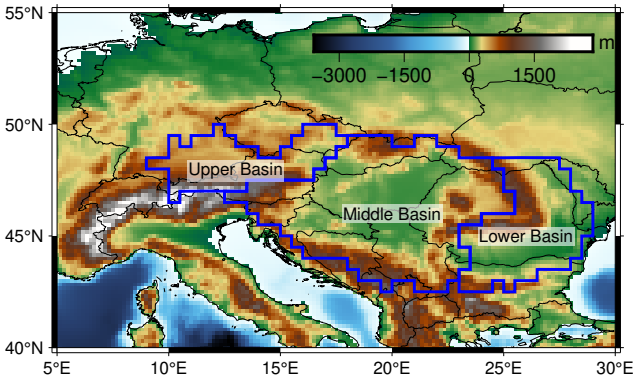 55°N
50°N
45°N
40°N
−3000 −1500 0 1500 m
Upper Basin
Middle Basin
Lower Basin
5°E 10°E 15°E 20°E 25°E 30°E